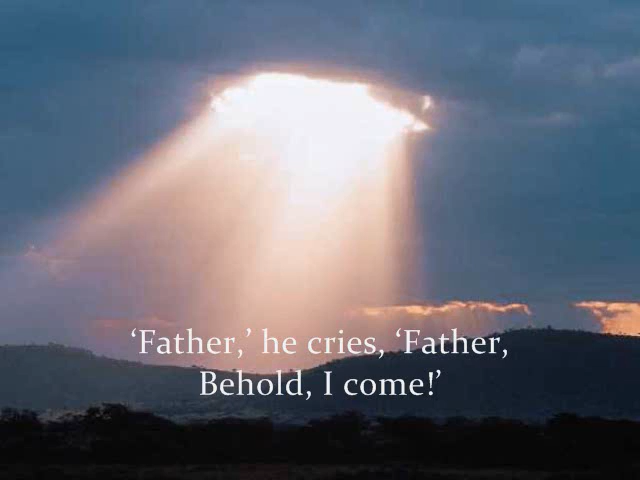 ‘Father,’ he cries, ‘Father,
Behold, I come!’